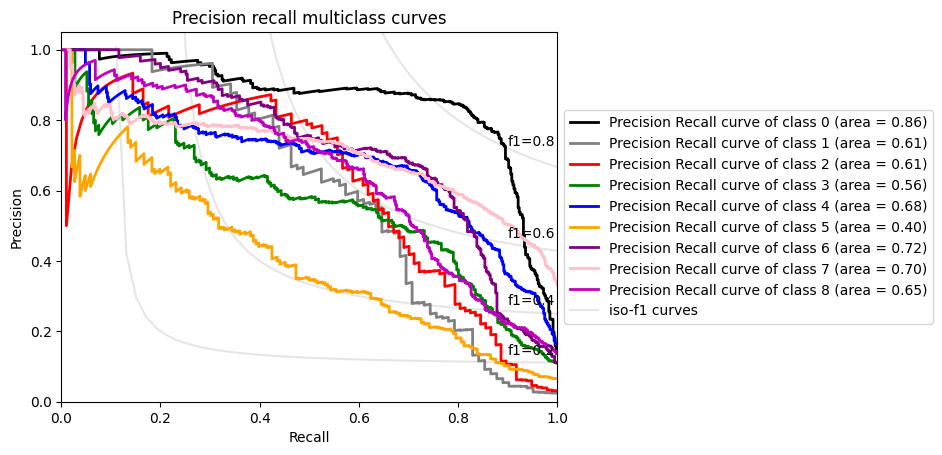 Precision recall multiclass curves
1.0
0.8
0.6
0.4
0.2
0.0
Precision
f1=0.8
f1=0.6
f1=0.4
f1=0.2
0.0 0.2 0.4 0.6 0.8 1.0
Recall
Precision Recall curve of class 0 (area = 0.86)
Precision Recall curve of class 1 (area = 0.61)
Precision Recall curve of class 2 (area = 0.61)
Precision Recall curve of class 3 (area = 0.56)
Precision Recall curve of class 4 (area = 0.68)
Precision Recall curve of class 5 (area = 0.40)
Precision Recall curve of class 6 (area = 0.72)
Precision Recall curve of class 7 (area = 0.70)
Precision Recall curve of class 8 (area = 0.65)
iso-f1 curves